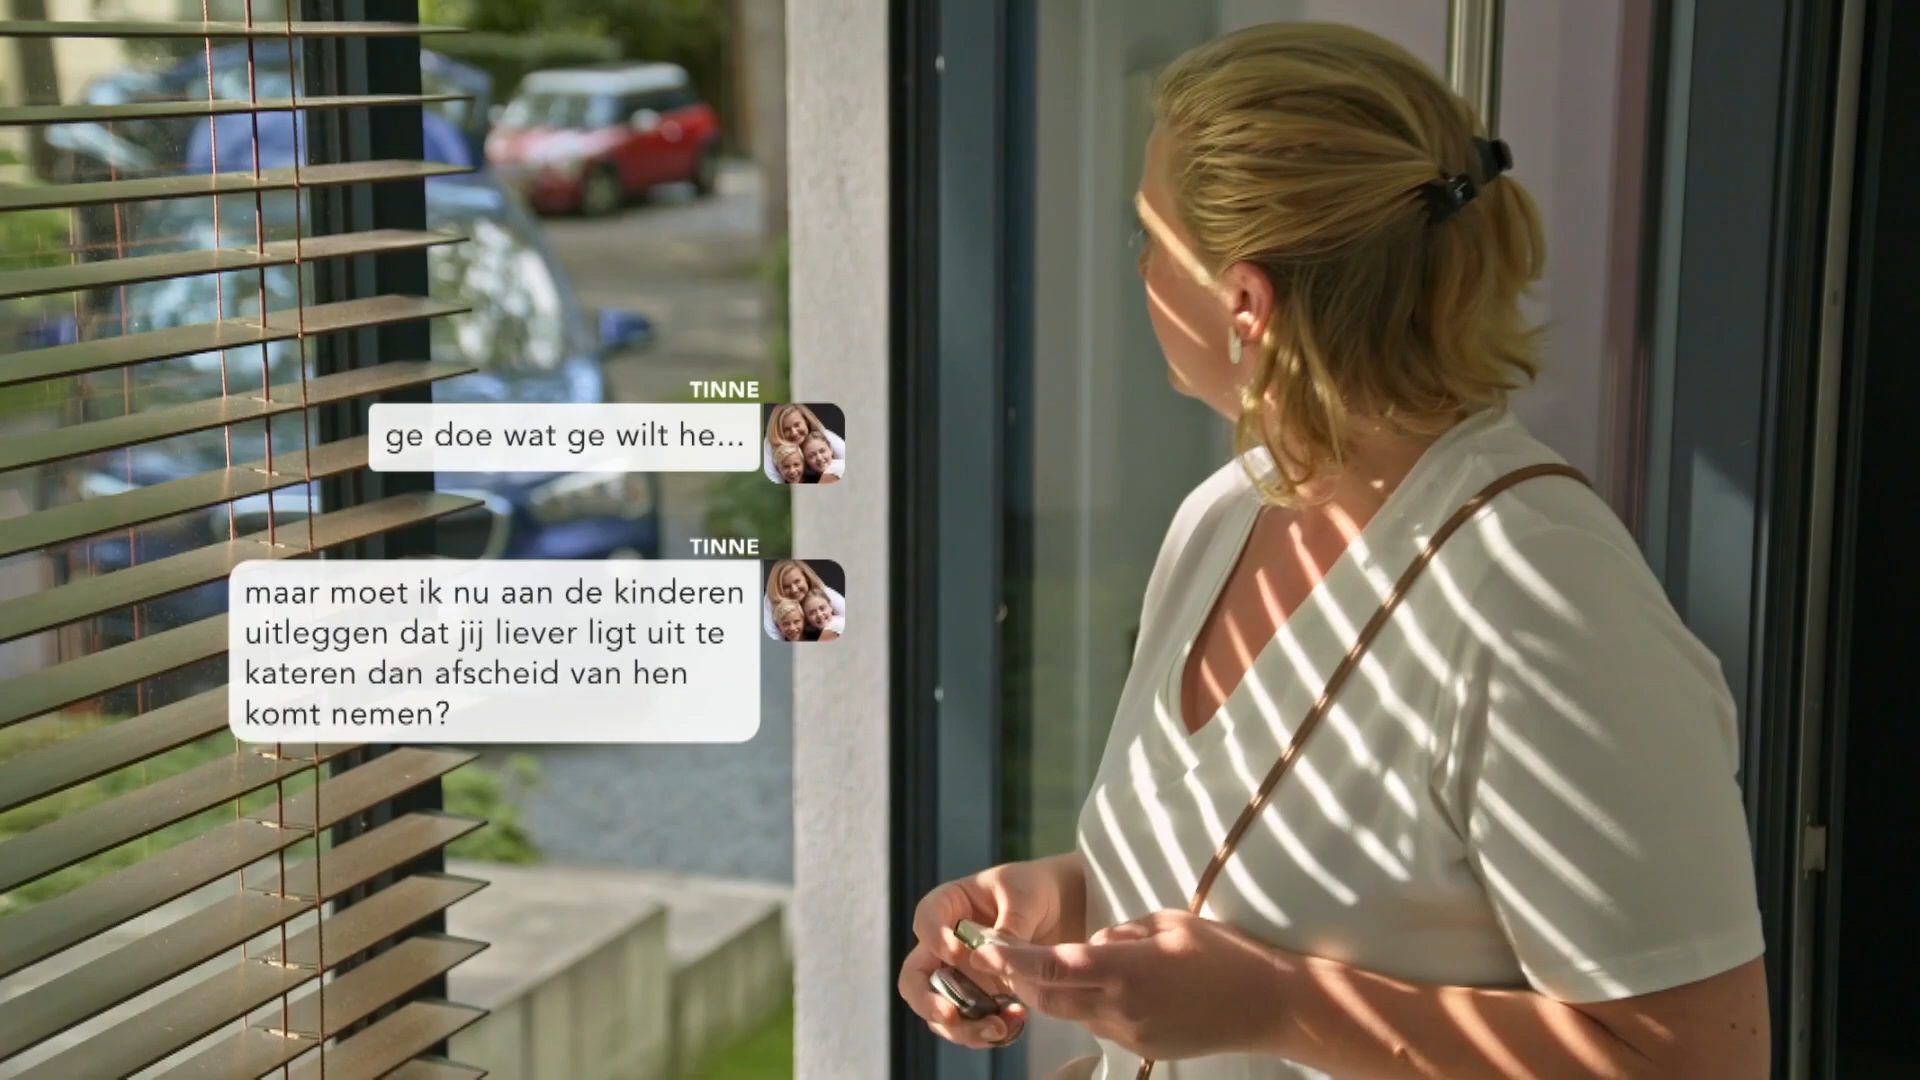 TINNE
ge doe wat ge wilt he...
TINNE
maar moet ik nu aan de kinderen
uitleggen dat jij liever ligt uit te
kateren dan afscheid van hen
komt nemen?